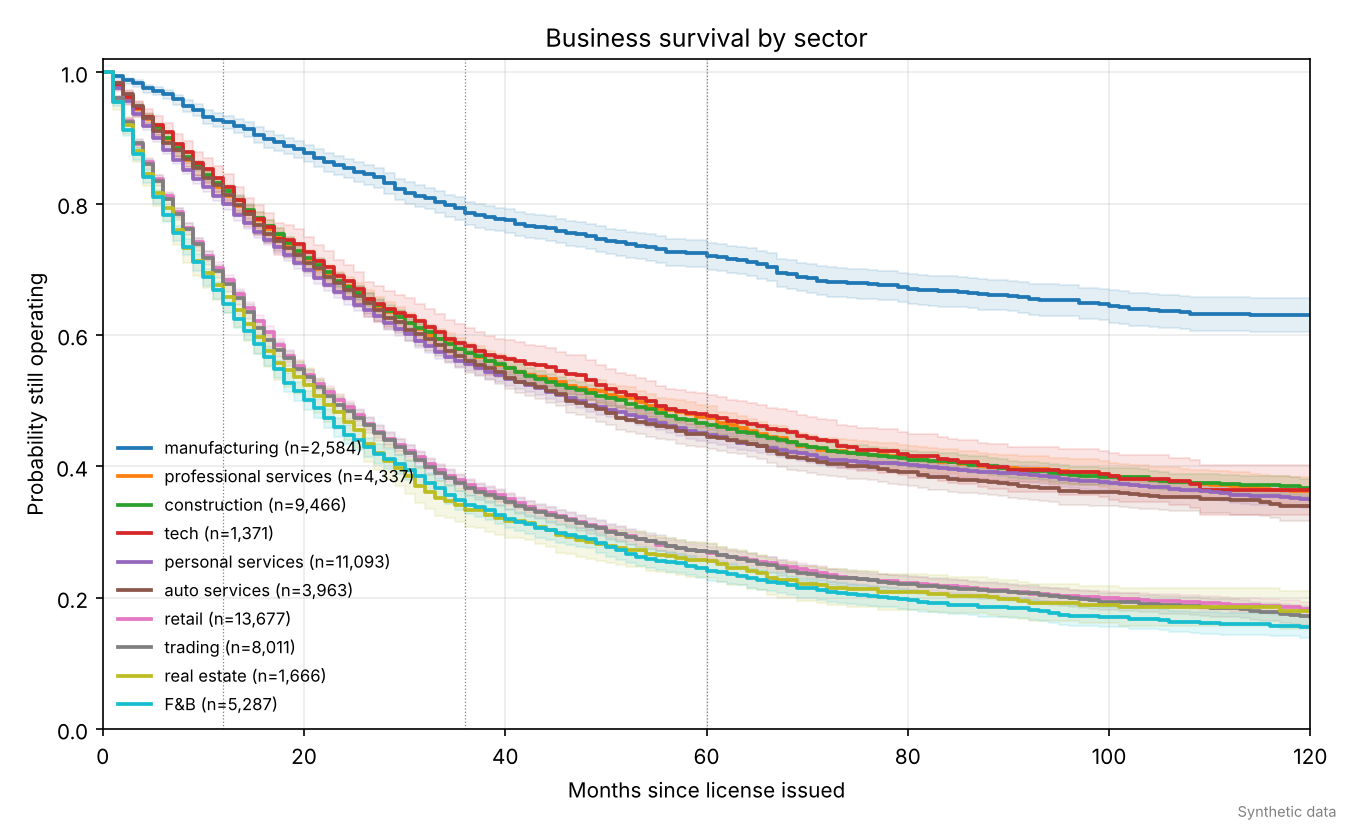 Business survival by sector
Probability still operating
1.0
0.8
0.6
0.4
0.2
0.0
manufacturing (n=2,584)
professional services (n=4,337)
construction (n=9,466)
tech (n=1,371)
personal services (n=11,093)
auto services (n=3,963)
retail (n=13,677)
trading (n=8,011)
real estate (n=1,666)
F&B (n=5,287)
0 20 40 60 80 100 120
Months since license issued
Synthetic data